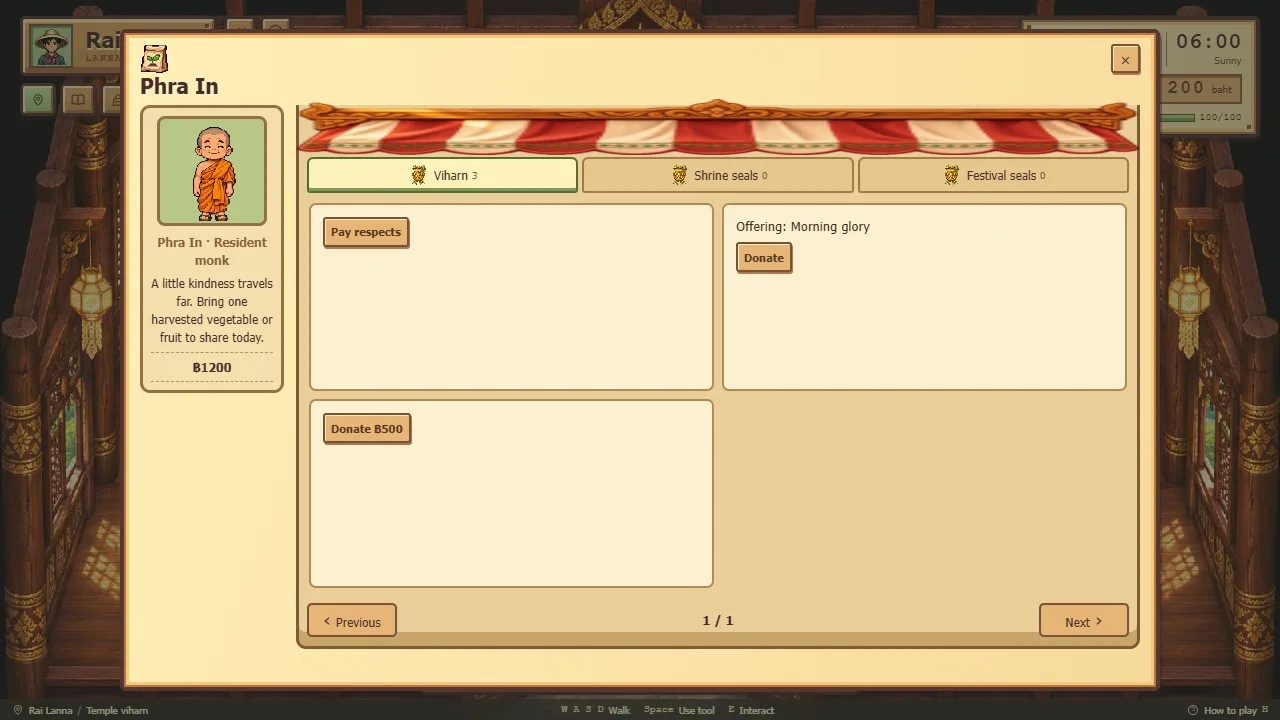 Rai
LANNA
06:00
Sunny
200 baht
100/100
Phra In
×
Phra In · Resident
monk
A little kindness travels
far. Bring one
harvested vegetable or
fruit to share today.
฿1200
Viharn 3
Shrine seals 0
Festival seals 0
Pay respects
Offering: Morning glory
Donate
Donate ฿500
‹ Previous
1 / 1
Next ›
Rai Lanna / Temple viharn
W A S D Walk Space Use tool E Interact
How to play H